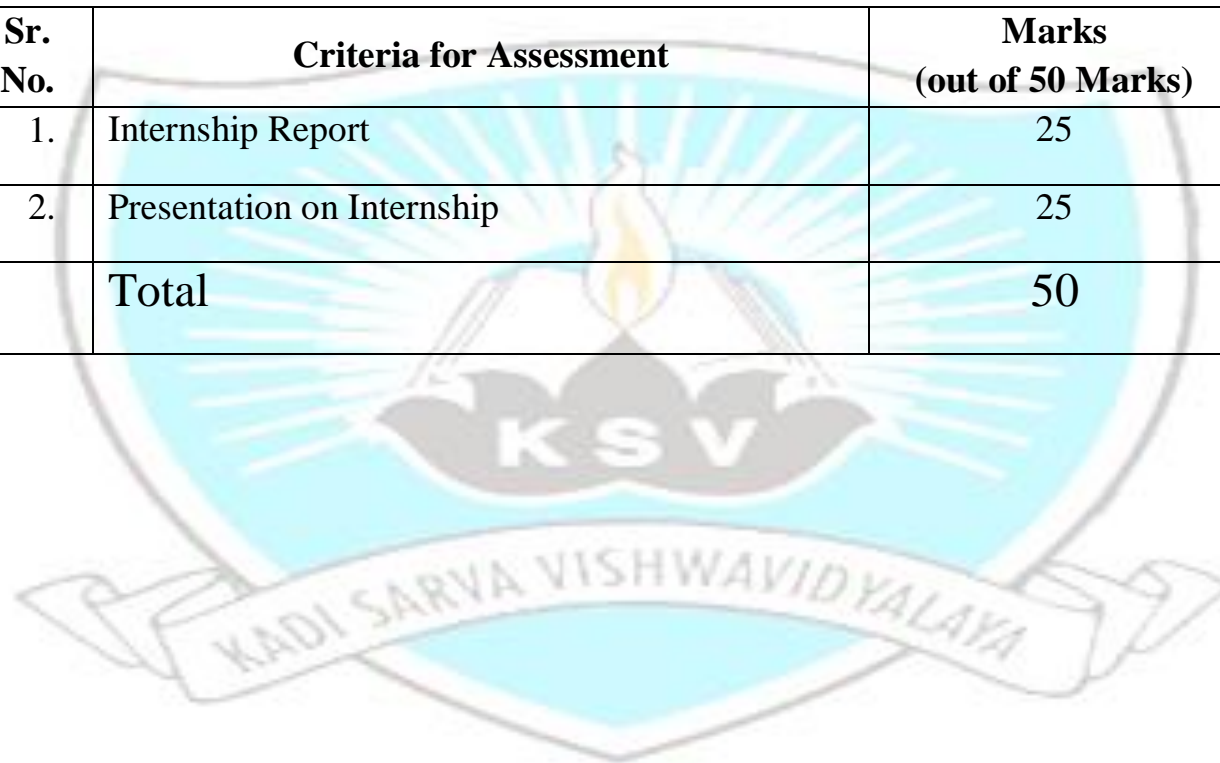 Sr. No. Criteria for Assessment Marks (out of 50 Marks)
1. Internship Report 25
2. Presentation on Internship 25
Total 50
KSV
KADI SARVA VISHWAVIDYALAYA